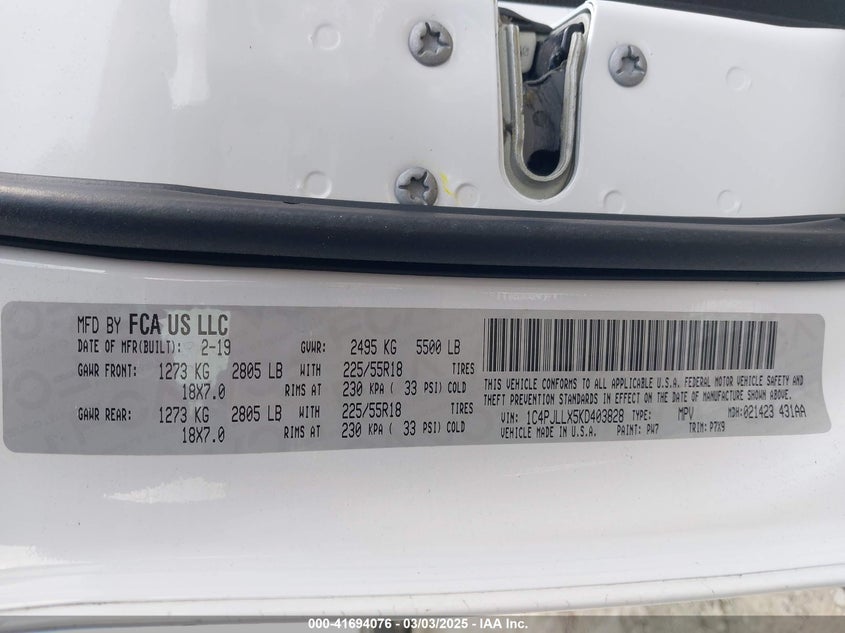 MFD BY FCA US LLC
DATE OF MFR(BUILT): 2-19 GVWR: 2495 KG 5500 LB
GAWR FRONT: 1273 KG 2805 LB WITH 225/55R18 TIRES
18X7.0 RIMS AT 230 KPA ( 33 PSI) COLD
GAWR REAR: 1273 KG 2805 LB WITH 225/55R18 TIRES
18X7.0 RIMS AT 230 KPA ( 33 PSI) COLD
THIS VEHICLE CONFORMS TO ALL APPLICABLE U.S.A. FEDERAL MOTOR VEHICLE SAFETY AND
THEFT PREVENTION STANDARDS IN EFFECT ON THE DATE OF MANUFACTURE SHOWN ABOVE.
VIN: 1C4PJLLX5KD403828 TYPE: MPV MDH: 021423 431AA
VEHICLE MADE IN U.S.A. PAINT: PW7 TRIM: P7X9
000-41694076 - 03/03/2025 - IAA Inc.